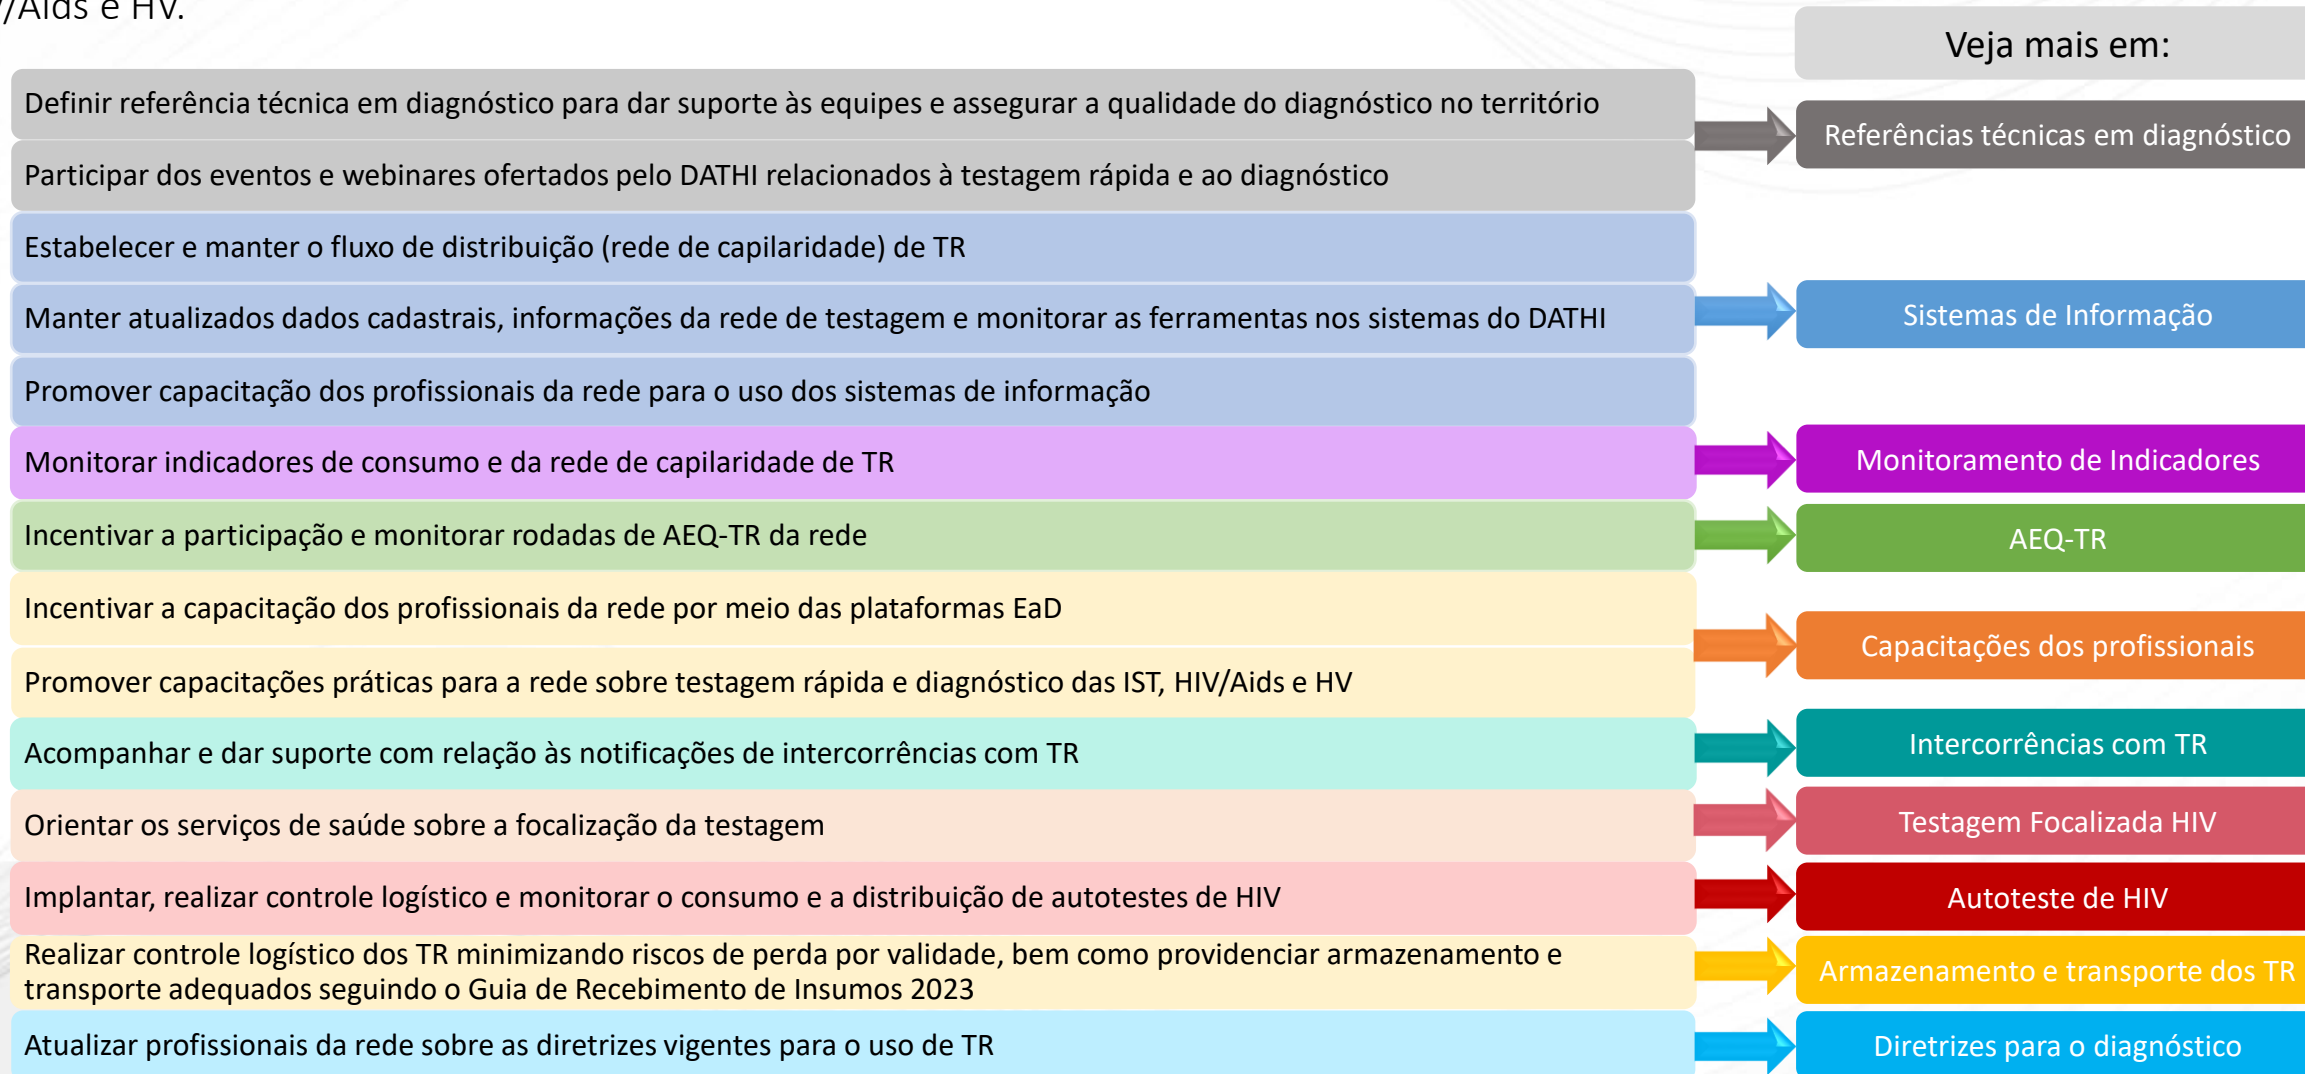 /Aids e HV.
Veja mais em:
Definir referência técnica em diagnóstico para dar suporte às equipes e assegurar a qualidade do diagnóstico no território
Participar dos eventos e webinares ofertados pelo DATHI relacionados à testagem rápida e ao diagnóstico
Referências técnicas em diagnóstico
Estabelecer e manter o fluxo de distribuição (rede de capilaridade) de TR
Manter atualizados dados cadastrais, informações da rede de testagem e monitorar as ferramentas nos sistemas do DATHI
Promover capacitação dos profissionais da rede para o uso dos sistemas de informação
Sistemas de Informação
Monitorar indicadores de consumo e da rede de capilaridade de TR
Monitoramento de Indicadores
Incentivar a participação e monitorar rodadas de AEQ-TR da rede
AEQ-TR
Incentivar a capacitação dos profissionais da rede por meio das plataformas EaD
Promover capacitações práticas para a rede sobre testagem rápida e diagnóstico das IST, HIV/Aids e HV
Capacitações dos profissionais
Acompanhar e dar suporte com relação às notificações de intercorrências com TR
Intercorrências com TR
Orientar os serviços de saúde sobre a focalização da testagem
Testagem Focalizada HIV
Implantar, realizar controle logístico e monitorar o consumo e a distribuição de autotestes de HIV
Autoteste de HIV
Realizar controle logístico dos TR minimizando riscos de perda por validade, bem como providenciar armazenamento e
transporte adequados seguindo o Guia de Recebimento de Insumos 2023
Armazenamento e transporte dos TR
Atualizar profissionais da rede sobre as diretrizes vigentes para o uso de TR
Diretrizes para o diagnóstico